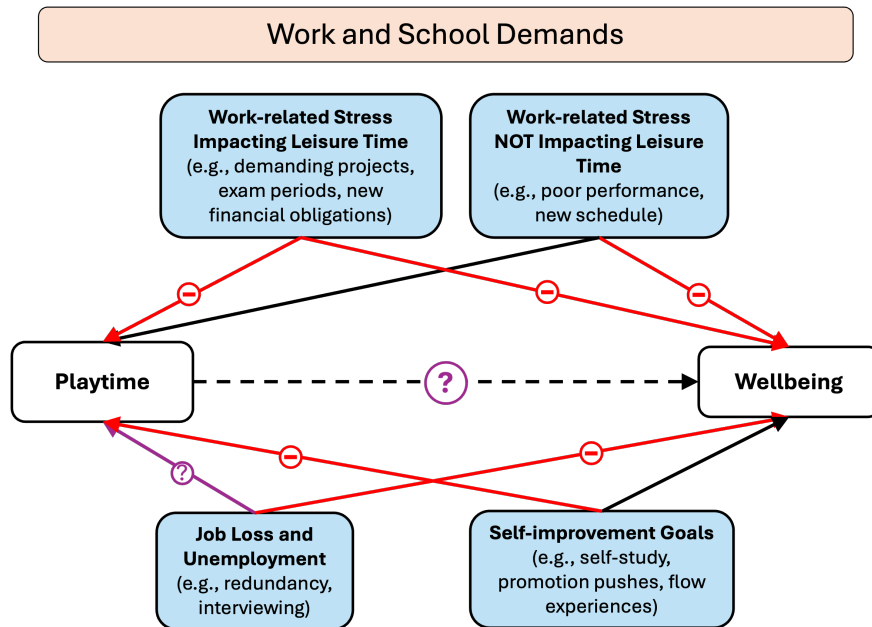 Work and School Demands
Work-related Stress
Impacting Leisure Time
(e.g., demanding projects,
exam periods, new
financial obligations)
Work-related Stress
NOT Impacting Leisure
Time
(e.g., poor performance,
new schedule)
Playtime
?
Wellbeing
?
Job Loss and
Unemployment
(e.g., redundancy,
interviewing)
Self-improvement Goals
(e.g., self-study,
promotion pushes, flow
experiences)